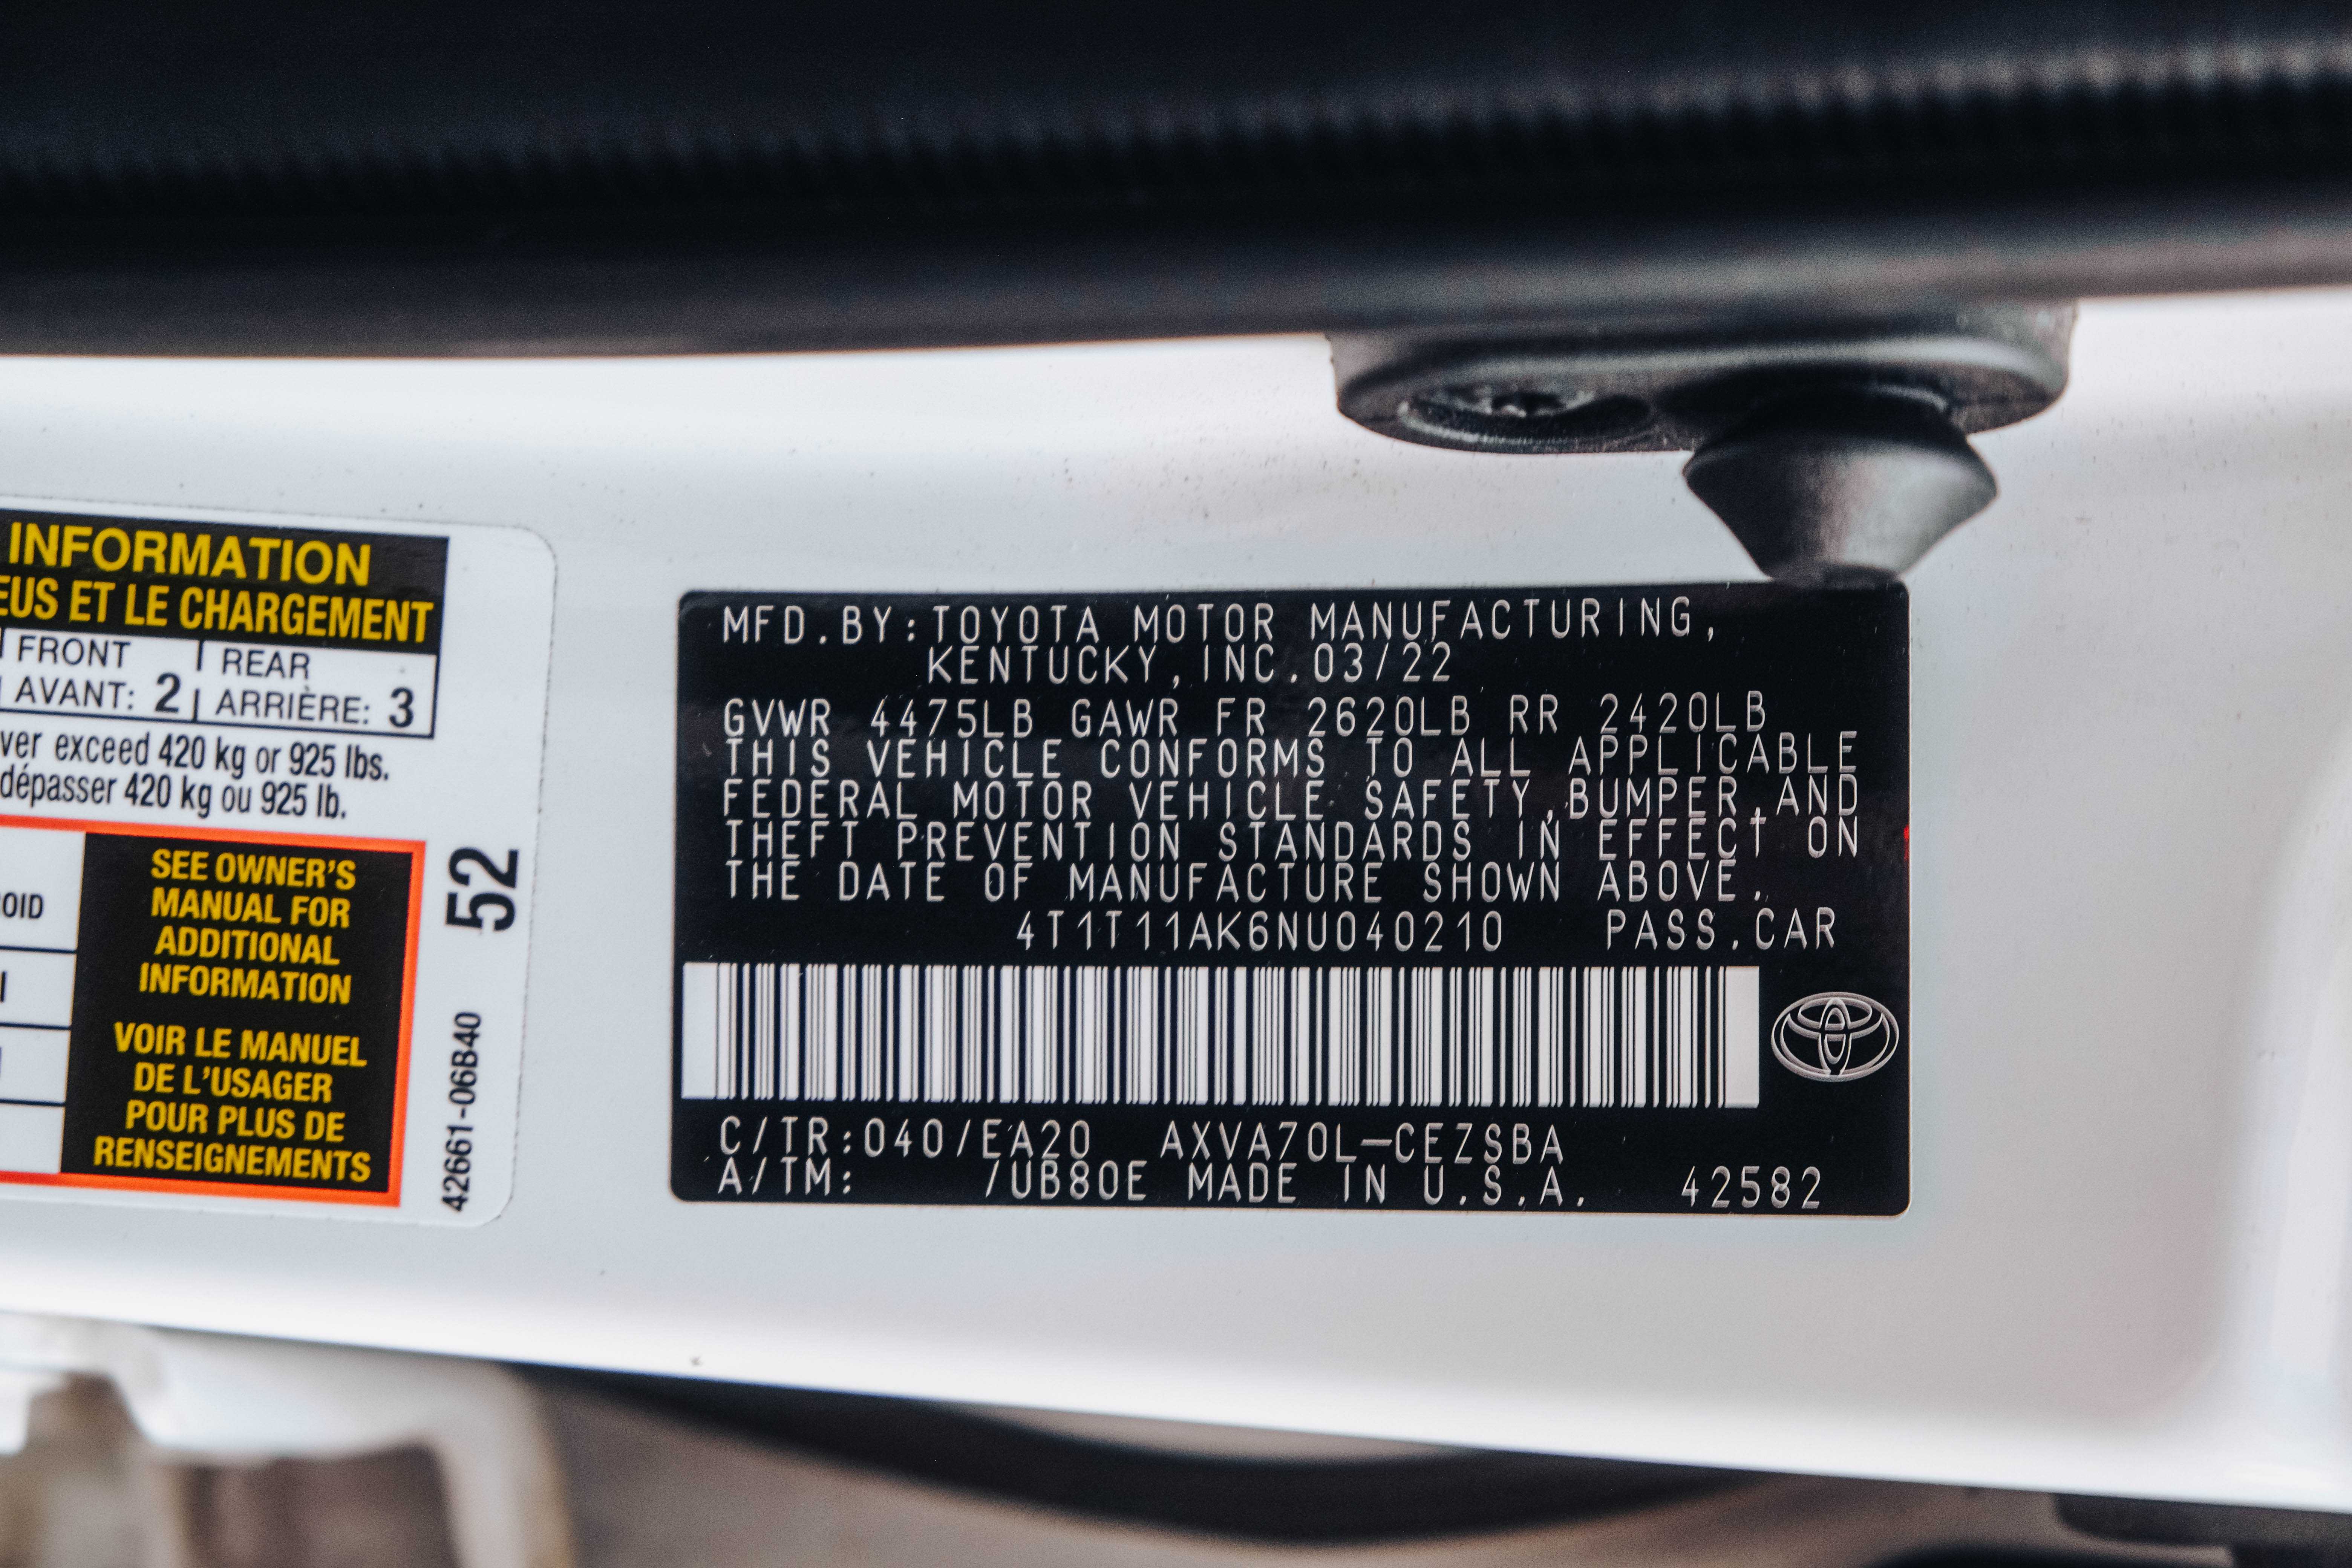 INFORMATION
EUS ET LE CHARGEMENT
FRONT REAR
AVANT: 2 ARRIÈRE: 3
ver exceed 420 kg or 925 lbs.
dépasser 420 kg ou 925 lb.
OID
SEE OWNER'S
MANUAL FOR
ADDITIONAL
INFORMATION
VOIR LE MANUEL
DE L'USAGER
POUR PLUS DE
RENSEIGNEMENTS
52
42661-06B40
MFD.BY:TOYOTA MOTOR MANUFACTURING,
KENTUCKY,INC.03/22
GVWR 4475LB GAWR FR 2620LB RR 2420LB
THIS VEHICLE CONFORMS TO ALL APPLICABLE
FEDERAL MOTOR VEHICLE SAFETY,BUMPER,AND
THEFT PREVENTION STANDARDS IN EFFECT ON
THE DATE OF MANUFACTURE SHOWN ABOVE.
4T1T11AK6NU040210 PASS.CAR
C/TR:040/EA20 AXVA70L-CEZSBA
A/TM: /UB80E MADE IN U.S.A. 42582